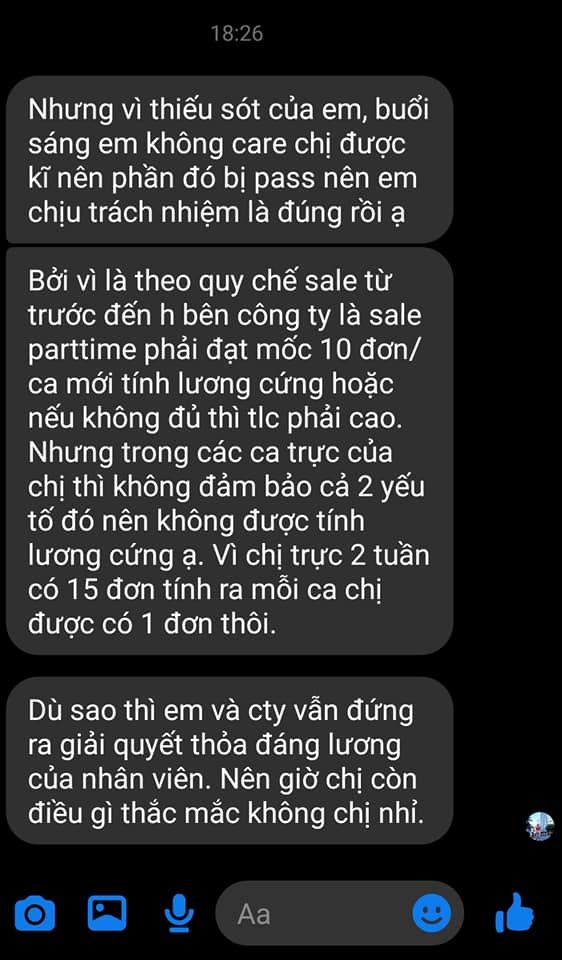 18:26
Nhưng vì thiếu sót của em, buổi
sáng em không care chị được
kĩ nên phần đó bị pass nên em
chịu trách nhiệm là đúng rồi ạ
Bởi vì là theo quy chế sale từ
trước đến h bên công ty là sale
parttime phải đạt mốc 10 đơn/
ca mới tính lương cứng hoặc
nếu không đủ thì tlc phải cao.
Nhưng trong các ca trực của
chị thì không đảm bảo cả 2 yếu
tố đó nên không được tính
lương cứng ạ. Vì chị trực 2 tuần
có 15 đơn tính ra mỗi ca chị
được có 1 đơn thôi.
Dù sao thì em và cty vẫn đứng
ra giải quyết thỏa đáng lương
của nhân viên. Nên giờ chị còn
điều gì thắc mắc không chị nhỉ.
Aa